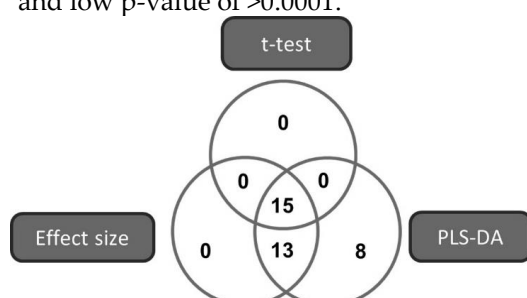 and low p-value of >0.0001.
t-test
0
0 0
15
Effect size 0 13 8 PLS-DA